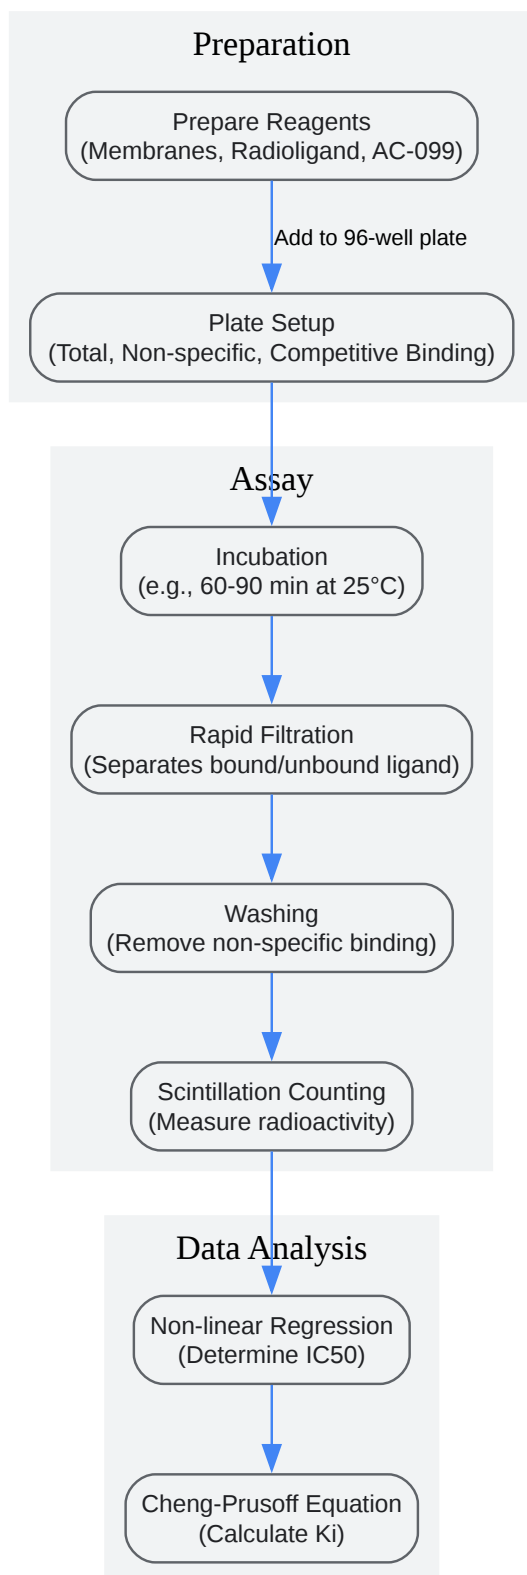 Preparation
Prepare Reagents
(Membranes, Radioligand, AC-099)
Add to 96-well plate
Plate Setup
(Total, Non-specific, Competitive Binding)
Assay
Incubation
(e.g., 60-90 min at 25°C)
Rapid Filtration
(Separates bound/unbound ligand)
Washing
(Remove non-specific binding)
Scintillation Counting
(Measure radioactivity)
Data Analysis
Non-linear Regression
(Determine IC50)
Cheng-Prusoff Equation
(Calculate Ki)